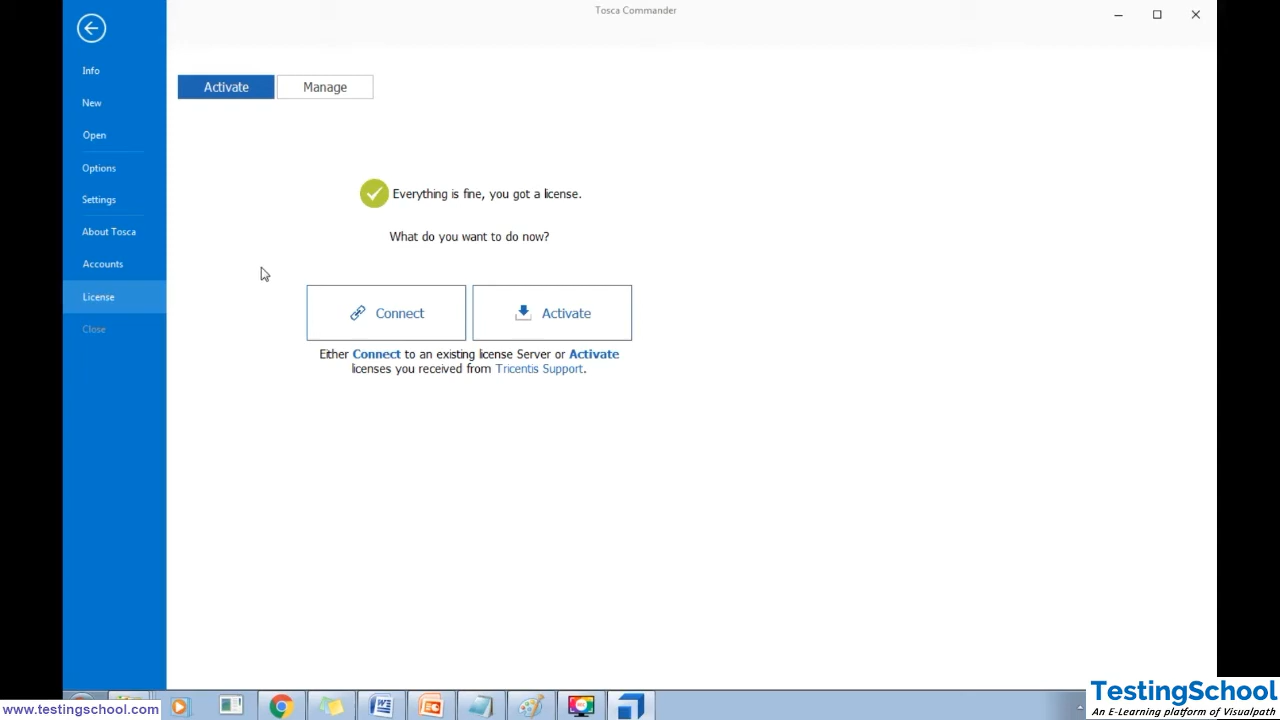 Tosca Commander
Info
New
Open
Options
Settings
About Tosca
Accounts
License
Close
Activate
Manage
Everything is fine, you got a license.
What do you want to do now?
Connect
Activate
Either Connect to an existing license Server or Activate
licenses you received from Tricentis Support.
www.testingschool.com
TestingSchool
An E-Learning platform of Visualpath